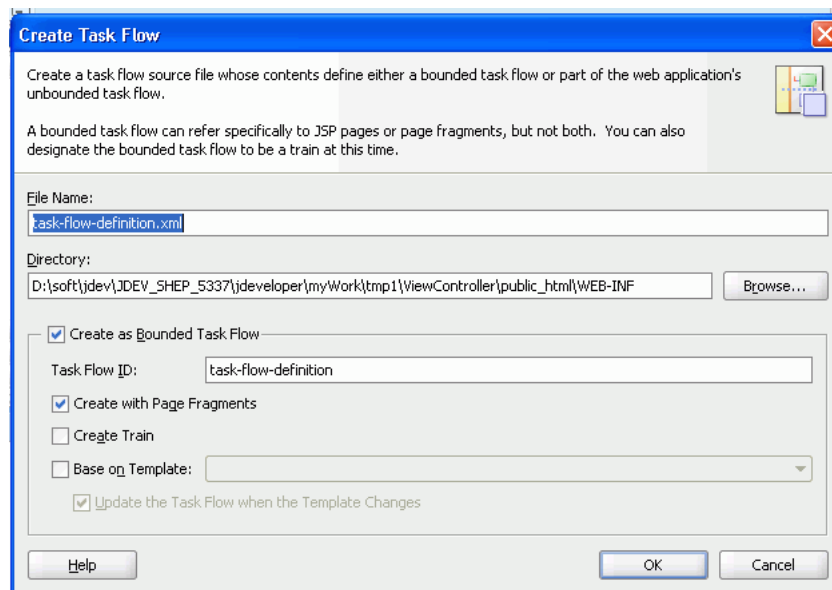 Create Task Flow
Create a task flow source file whose contents define either a bounded task flow or part of the web application's
unbounded task flow.
A bounded task flow can refer specifically to JSP pages or page fragments, but not both. You can also
designate the bounded task flow to be a train at this time.
File Name:
task-flow-definition.xml
Directory:
D:\soft\jdev\JDEV_SHEP_5337\jdeveloper\myWork\tmp1\ViewController\public_html\WEB-INF
Browse...
Create as Bounded Task Flow
Task Flow ID:
task-flow-definition
Create with Page Fragments
Create Train
Base on Template:
Update the Task Flow when the Template Changes
Help
OK
Cancel